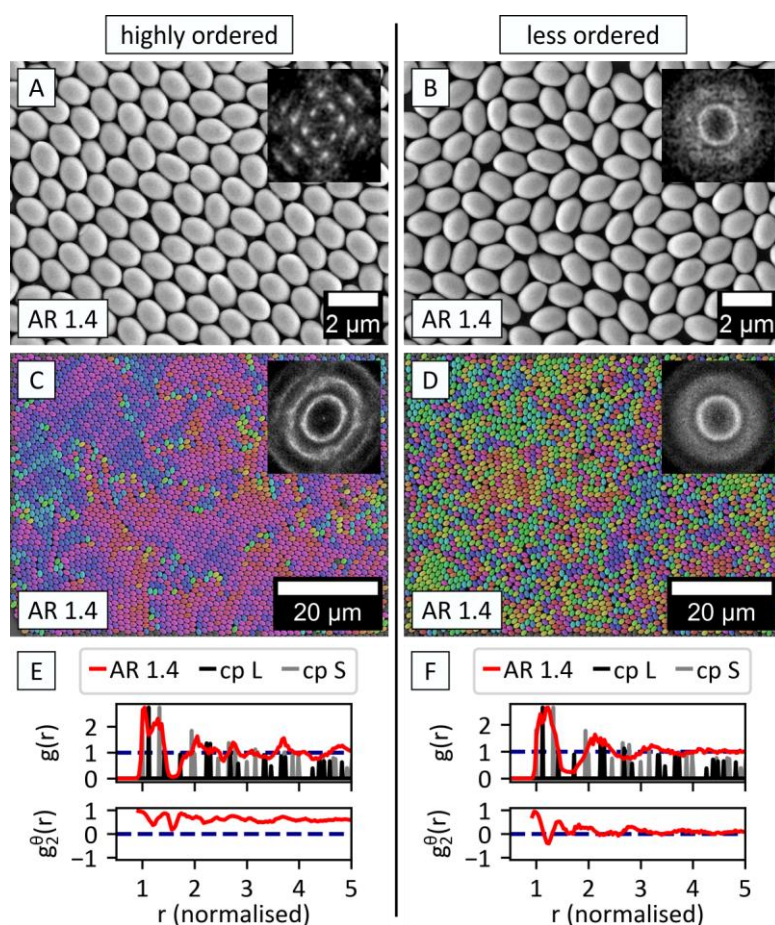 highly ordered
less ordered
A
AR 1.4
2 μm
B
AR 1.4
2 μm
C
AR 1.4
20 μm
D
AR 1.4
20 μm
E
AR 1.4 cp L cp S
g(r)
2
1
0
g₂^θ(r)
1
0
−1
1 2 3 4 5
r (normalised)
F
AR 1.4 cp L cp S
g(r)
2
1
0
g₂^θ(r)
1
0
−1
1 2 3 4 5
r (normalised)